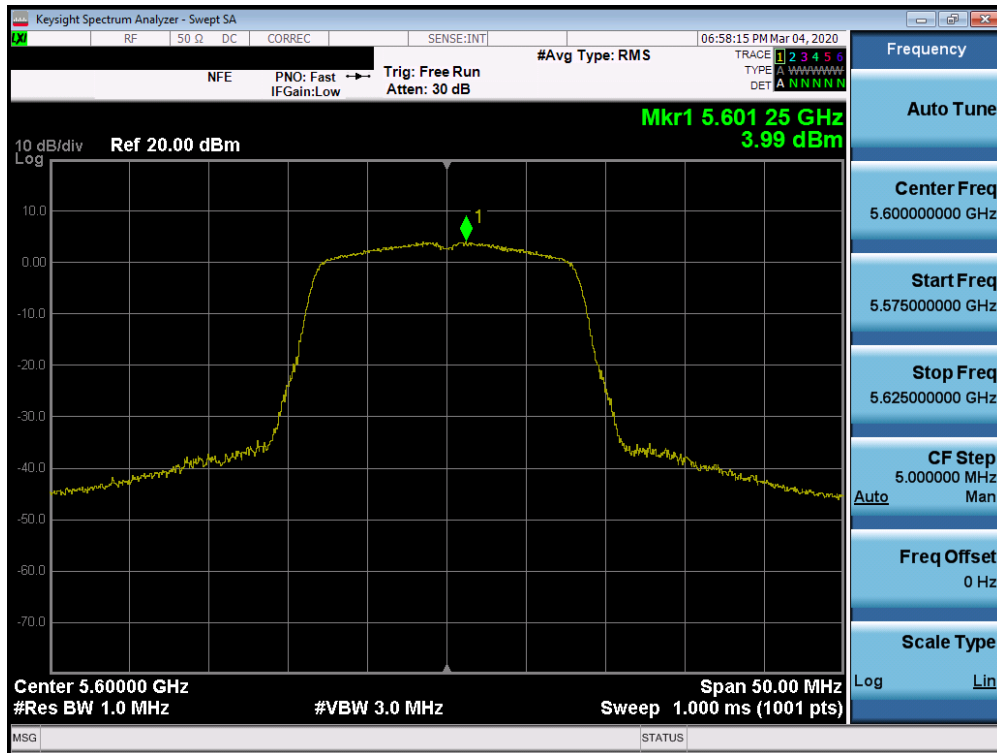 Keysight Spectrum Analyzer - Swept SA
LXI RF 50 Ω DC CORREC SENSE:INT 06:58:15 PM Mar 04, 2020
#Avg Type: RMS TRACE 1 2 3 4 5 6
NFE PNO: Fast Trig: Free Run TYPE A WWWWW
IFGain:Low Atten: 30 dB DET A N N N N N
Mkr1 5.601 25 GHz
3.99 dBm
10 dB/div Ref 20.00 dBm
Log
1
10.0
0.00
-10.0
-20.0
-30.0
-40.0
-50.0
-60.0
-70.0
Center 5.60000 GHz Span 50.00 MHz
#Res BW 1.0 MHz #VBW 3.0 MHz Sweep 1.000 ms (1001 pts)
MSG STATUS
Frequency
Auto Tune
Center Freq
5.600000000 GHz
Start Freq
5.575000000 GHz
Stop Freq
5.625000000 GHz
CF Step
5.000000 MHz
Auto Man
Freq Offset
0 Hz
Scale Type
Log Lin